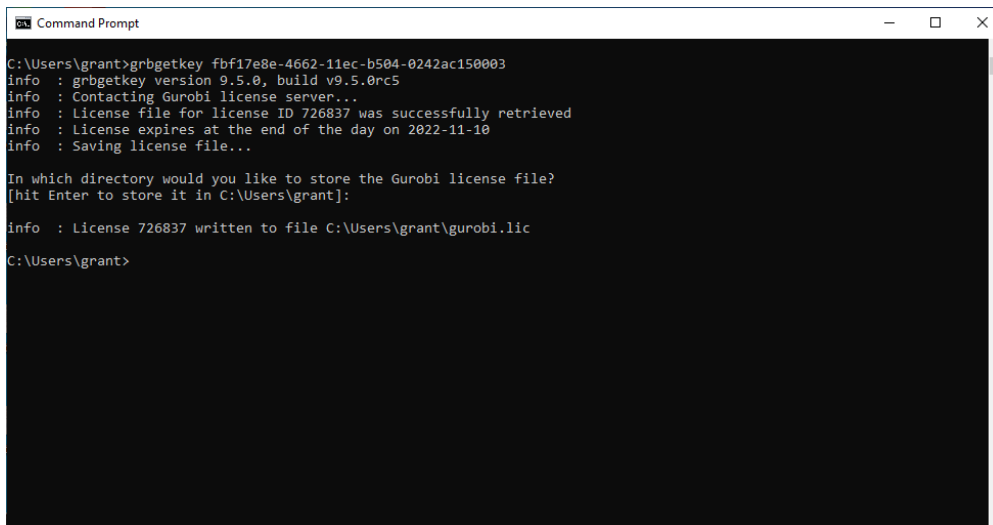 Command Prompt
C:\Users\grant>grbgetkey fbf17e8e-4662-11ec-b504-0242ac150003
info  : grbgetkey version 9.5.0, build v9.5.0rc5
info  : Contacting Gurobi license server...
info  : License file for license ID 726837 was successfully retrieved
info  : License expires at the end of the day on 2022-11-10
info  : Saving license file...
In which directory would you like to store the Gurobi license file?
[hit Enter to store it in C:\Users\grant]:
info  : License 726837 written to file C:\Users\grant\gurobi.lic
C:\Users\grant>